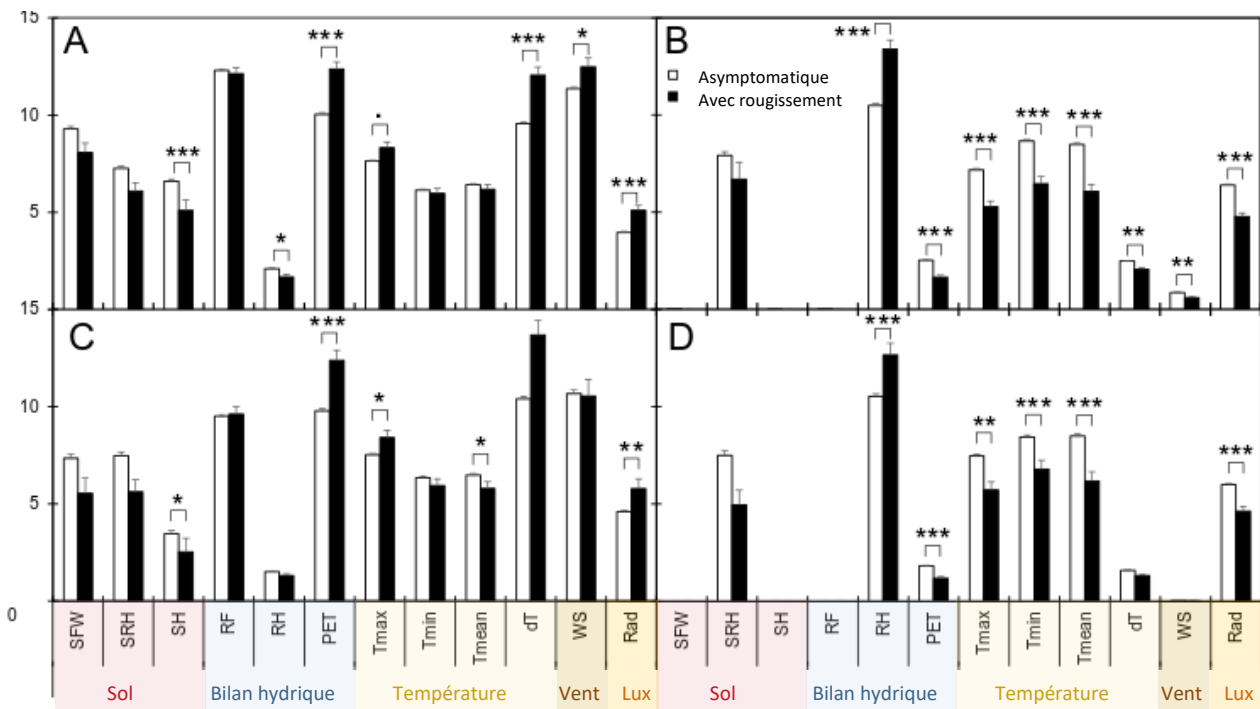 15
A
B
***
***
*
***
Asymptomatique
Avec rougissement
10
.
***
***
***
***
***
5
***
*
***
**
**
15
C
D
***
***
10
*
*
**
**
***
***
***
5
*
***
0
SFW
SRH
SH
RF
RH
PET
Tmax
Tmin
Tmean
dT
WS
Rad
SFW
SRH
SH
RF
RH
PET
Tmax
Tmin
Tmean
dT
WS
Rad
Sol
Bilan hydrique
Température
Vent
Lux
Sol
Bilan hydrique
Température
Vent
Lux